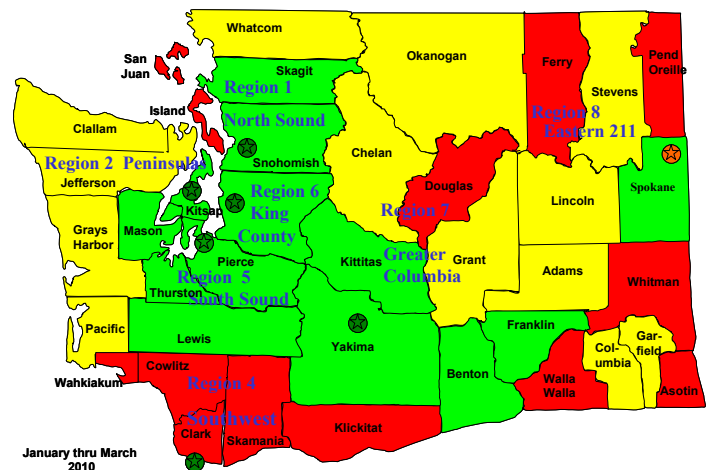 Whatcom
San
Juan
Skagit
Okanogan
Ferry
Pend
Oreille
Stevens
Region 1
Island
North Sound
Region 8
Eastern 211
Clallam
Chelan
Snohomish
Region 2 Peninsulas
Jefferson
Douglas
Spokane
Region 6
King
County
Kitsap
Lincoln
Region 7
Mason
Grays
Harbor
Pierce
Kittitas
Greater
Columbia
Grant
Adams
Whitman
Region 5
South Sound
Thurston
Pacific
Lewis
Yakima
Franklin
Gar-
field
Col-
umbia
Benton
Cowlitz
Wahkiakum
Region 4
Walla
Walla
Asotin
Southwest
Clark
Skamania
Klickitat
January thru March
2010